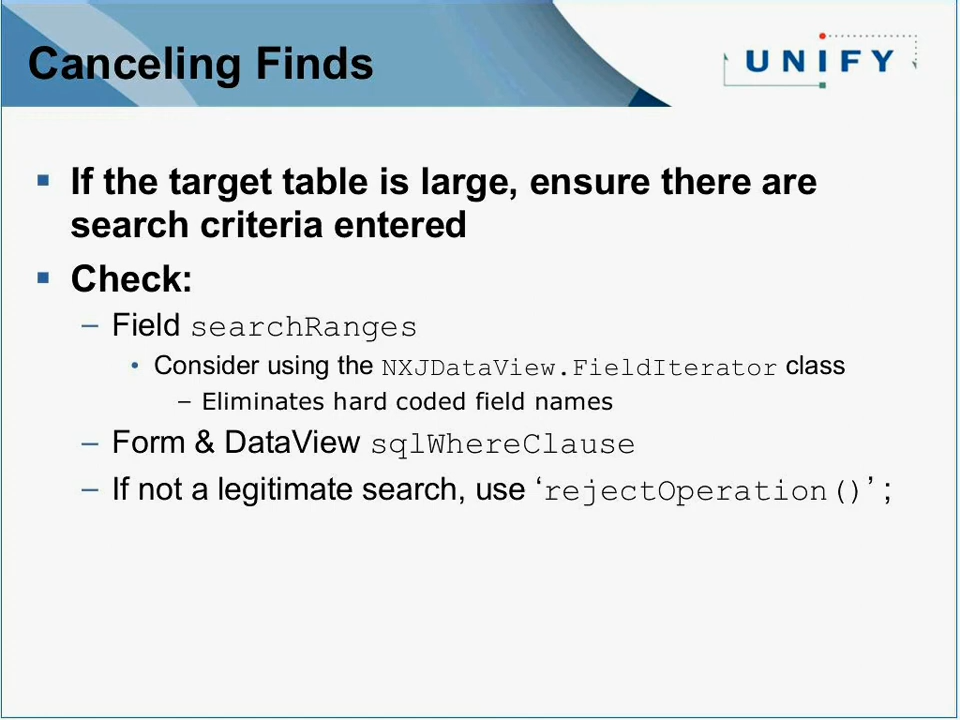 Canceling Finds
UNIFY
▪ If the target table is large, ensure there are
search criteria entered
▪ Check:
– Field searchRanges
• Consider using the NXJDataView.FieldIterator class
– Eliminates hard coded field names
– Form & DataView sqlWhereClause
– If not a legitimate search, use ‘rejectOperation()’;